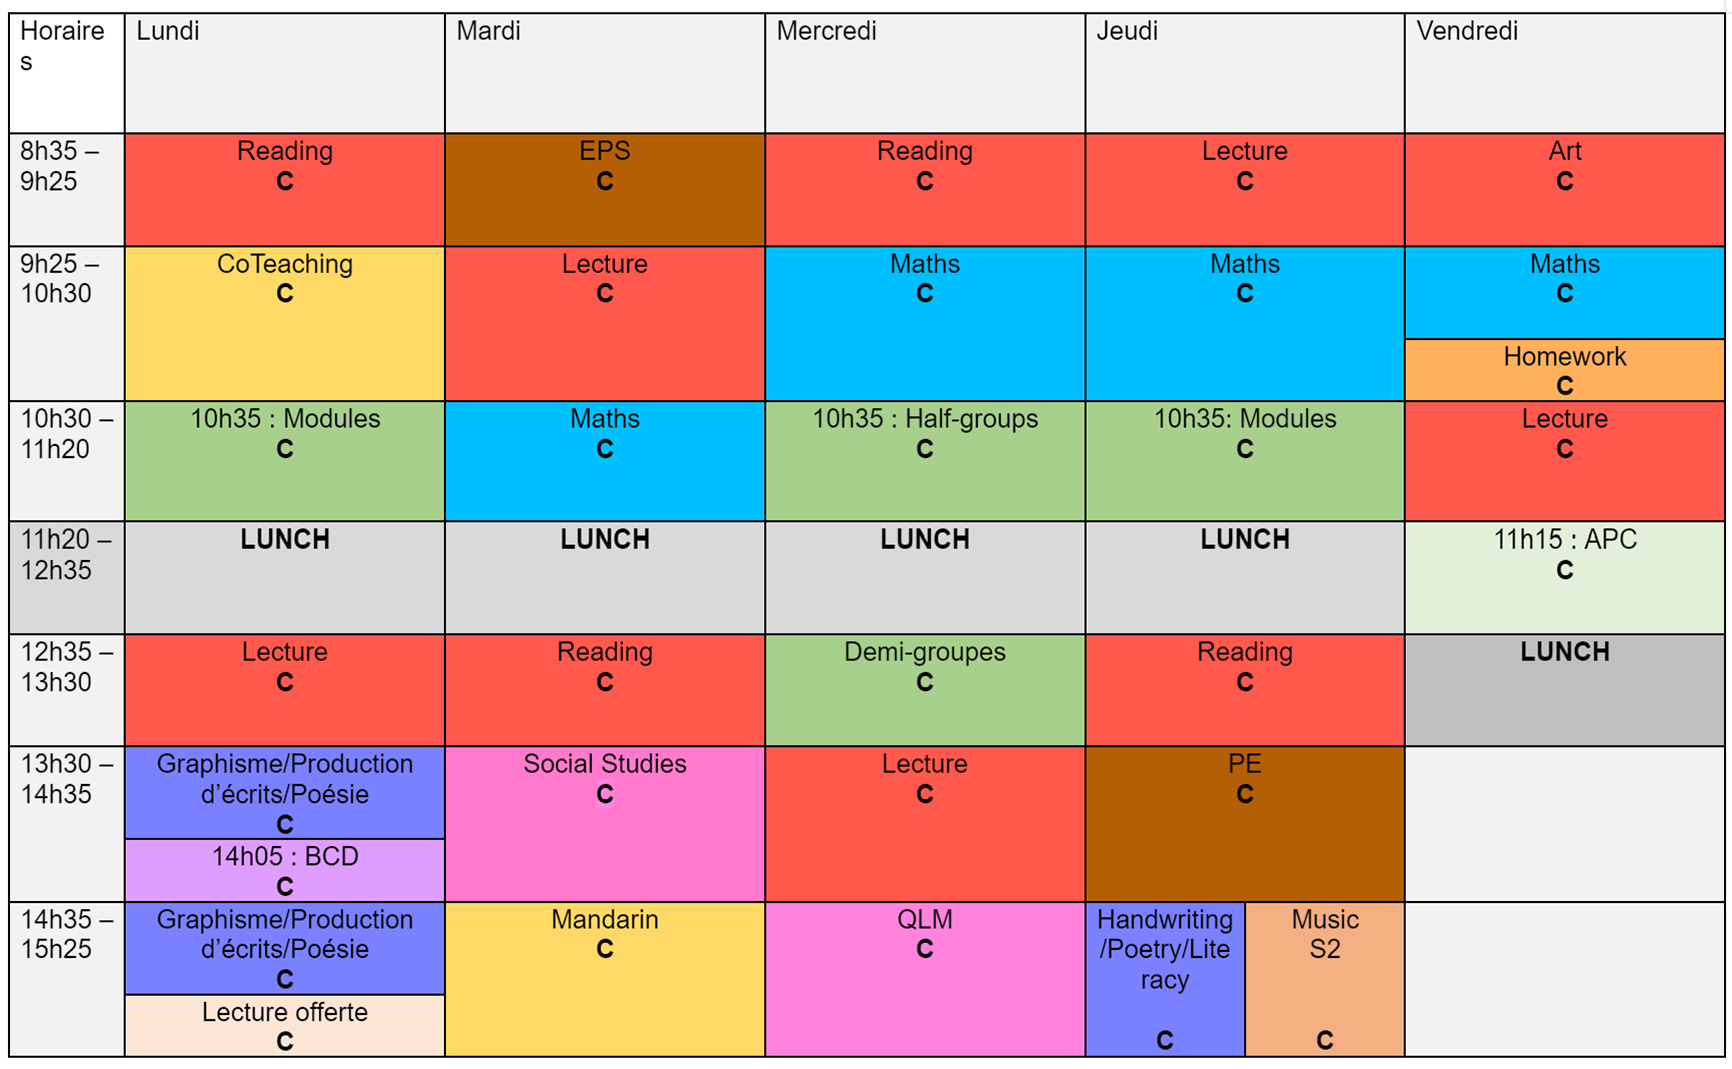 Horaire
s
Lundi
Mardi
Mercredi
Jeudi
Vendredi
8h35 –
9h25
Reading
C
EPS
C
Reading
C
Lecture
C
Art
C
9h25 –
10h30
CoTeaching
C
Lecture
C
Maths
C
Maths
C
Maths
C
Homework
C
10h30 –
11h20
10h35 : Modules
C
Maths
C
10h35 : Half-groups
C
10h35: Modules
C
Lecture
C
11h20 –
12h35
LUNCH
LUNCH
LUNCH
LUNCH
11h15 : APC
C
12h35 –
13h30
Lecture
C
Reading
C
Demi-groupes
C
Reading
C
LUNCH
13h30 –
14h35
Graphisme/Production
d’écrits/Poésie
C
14h05 : BCD
C
Social Studies
C
Lecture
C
PE
C
14h35 –
15h25
Graphisme/Production
d’écrits/Poésie
C
Lecture offerte
C
Mandarin
C
QLM
C
Handwriting
/Poetry/Lite
racy
C
Music
S2
C